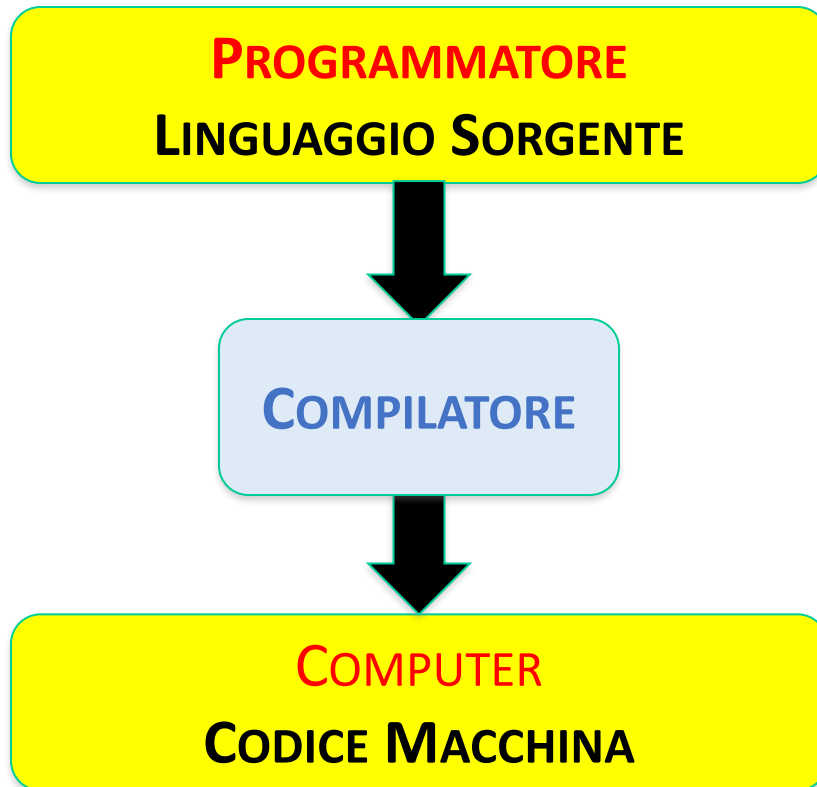 PROGRAMMATORE
LINGUAGGIO SORGENTE
COMPILATORE
COMPUTER
CODICE MACCHINA